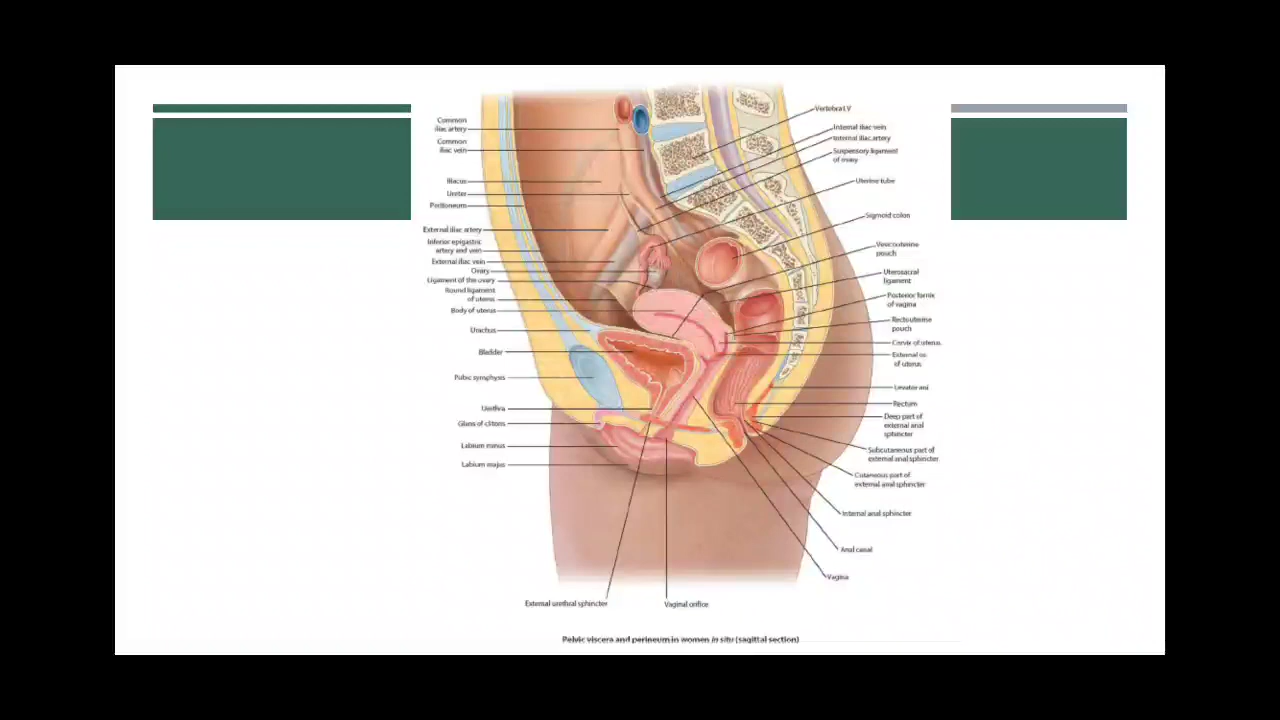 Common
iliac artery
Common
iliac vein
Iliacus
Ureter
Peritoneum
External iliac artery
Inferior epigastric
artery and vein
External iliac vein
Ovary
Ligament of the ovary
Round ligament
of uterus
Body of uterus
Urachus
Bladder
Pubic symphysis
Urethra
Glans of clitoris
Labium minus
Labium majus
Vertebra LV
Internal iliac vein
Internal iliac artery
Suspensory ligament
of ovary
Uterine tube
Sigmoid colon
Vesicouterine
pouch
Uterosacral
ligament
Posterior fornix
of vagina
Rectouterine
pouch
Cervix of uterus
External os
of uterus
Levator ani
Rectum
Deep part of
external anal
sphincter
Subcutaneous part of
external anal sphincter
Cutaneous part of
external anal sphincter
Internal anal sphincter
Anal canal
Vagina
External urethral sphincter
Vaginal orifice
Pelvic viscera and perineum in women in situ (sagittal section)